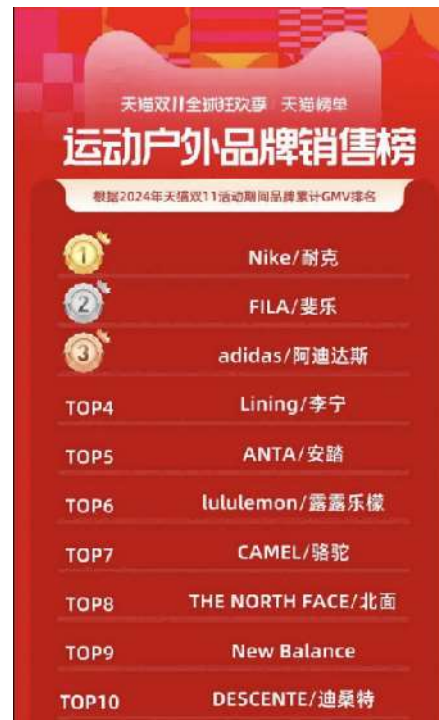 天猫双11全球狂欢季 天猫榜单
运动户外品牌销售榜
根据2024年天猫双11活动期间品牌累计GMV排名
1 Nike/耐克
2 FILA/斐乐
3 adidas/阿迪达斯
TOP4 Lining/李宁
TOP5 ANTA/安踏
TOP6 lululemon/露露乐檬
TOP7 CAMEL/骆驼
TOP8 THE NORTH FACE/北面
TOP9 New Balance
TOP10 DESCENTE/迪桑特